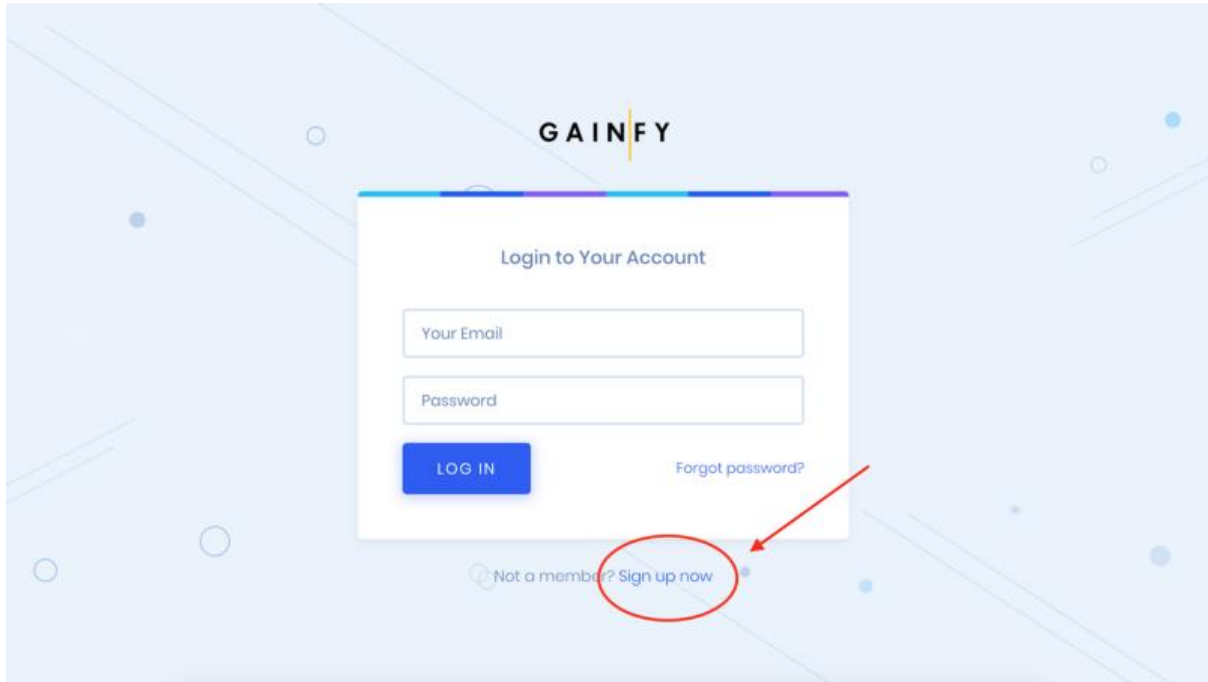 GAINFY
Login to Your Account
Your Email
Password
LOG IN Forgot password?
Not a member? Sign up now